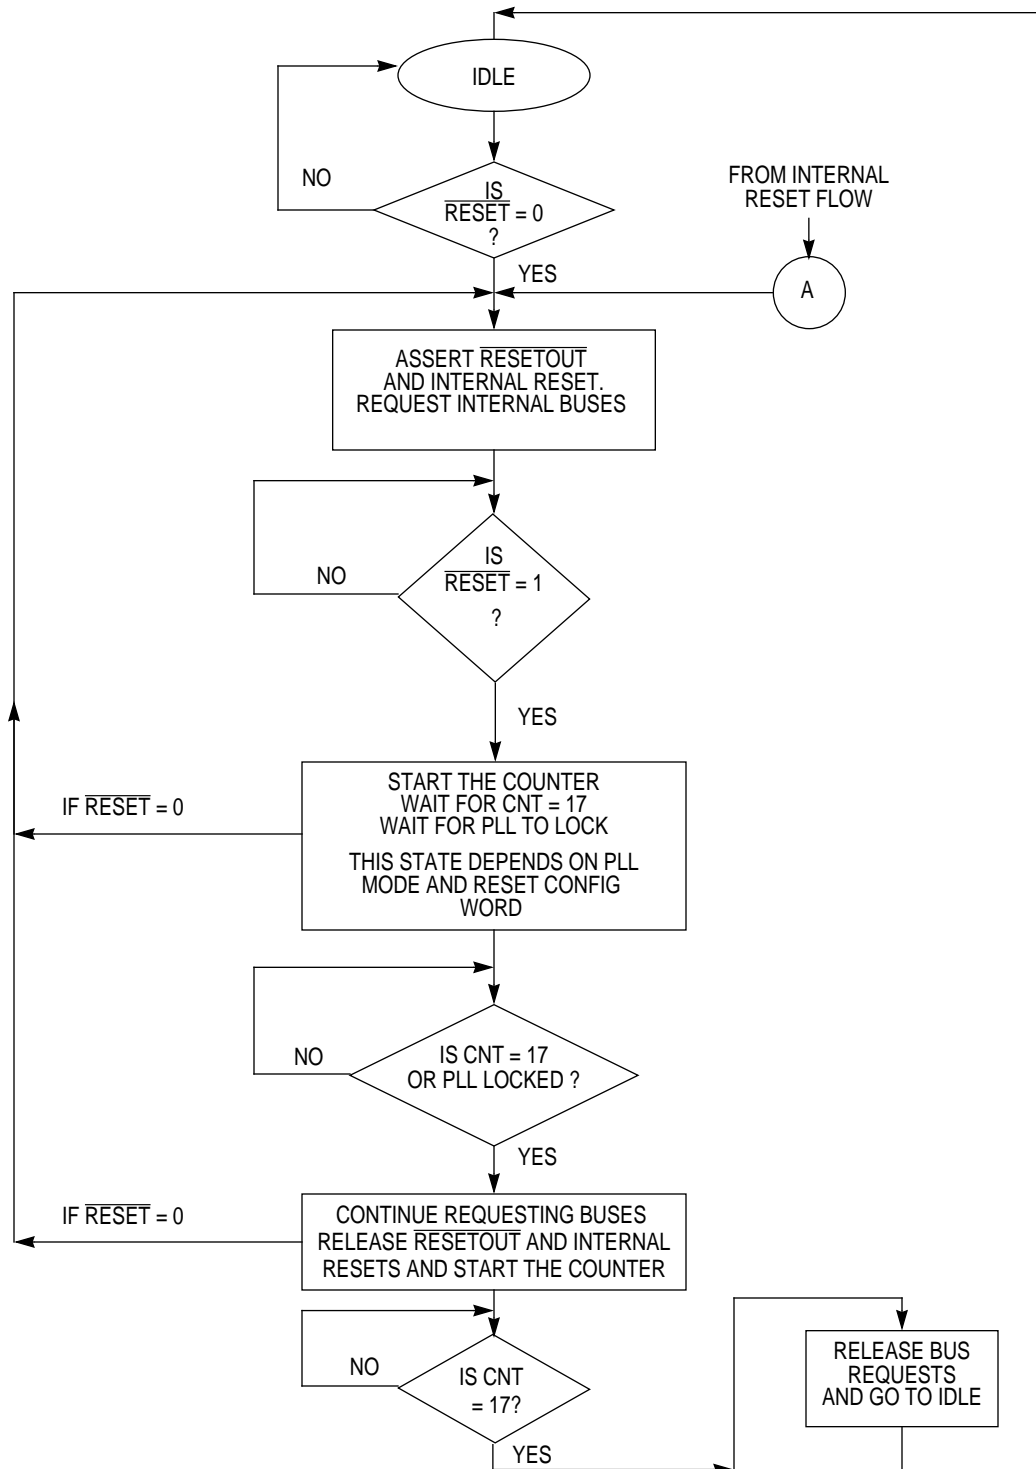 IDLE
NO
IS
RESET = 0
?
FROM INTERNAL
RESET FLOW
YES
A
ASSERT RESETOUT
AND INTERNAL RESET.
REQUEST INTERNAL BUSES
IS
RESET = 1
?
NO
YES
IF RESET = 0
START THE COUNTER
WAIT FOR CNT = 17
WAIT FOR PLL TO LOCK
THIS STATE DEPENDS ON PLL
MODE AND RESET CONFIG
WORD
NO
IS CNT = 17
OR PLL LOCKED ?
YES
IF RESET = 0
CONTINUE REQUESTING BUSES
RELEASE RESETOUT AND INTERNAL
RESETS AND START THE COUNTER
NO
IS CNT
= 17?
YES
RELEASE BUS
REQUESTS
AND GO TO IDLE